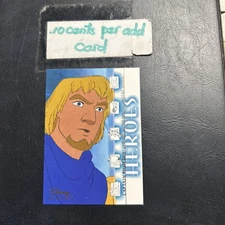 .10 cents per add
Card
HEROES